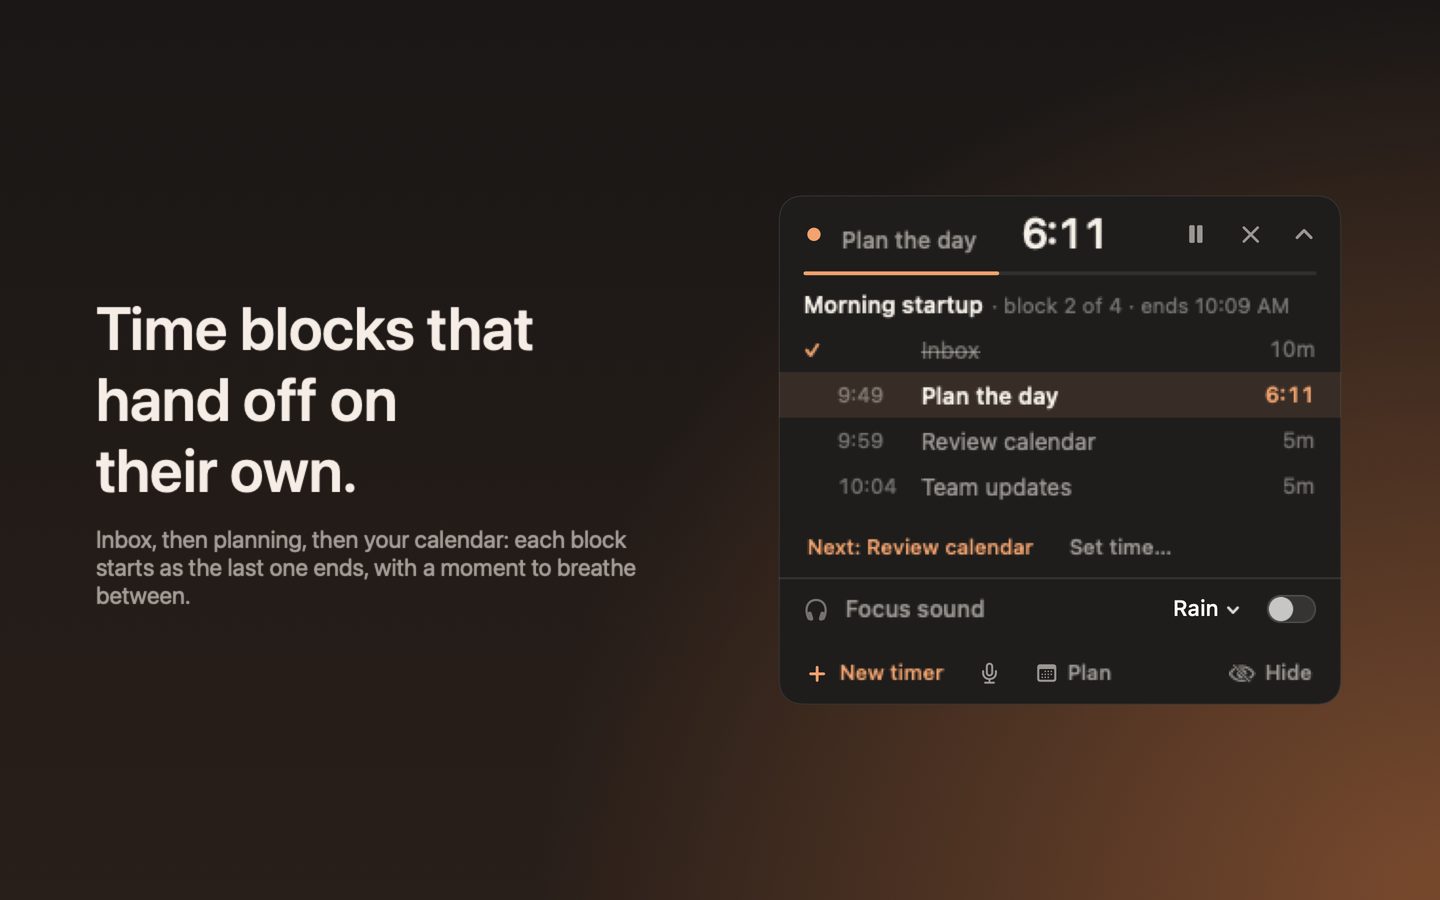 Time blocks that
hand off on
their own.
Inbox, then planning, then your calendar: each block
starts as the last one ends, with a moment to breathe
between.
Plan the day 6:11
Morning startup · block 2 of 4 · ends 10:09 AM
Inbox 10m
9:49 Plan the day 6:11
9:59 Review calendar 5m
10:04 Team updates 5m
Next: Review calendar Set time...
Focus sound Rain
New timer Plan Hide